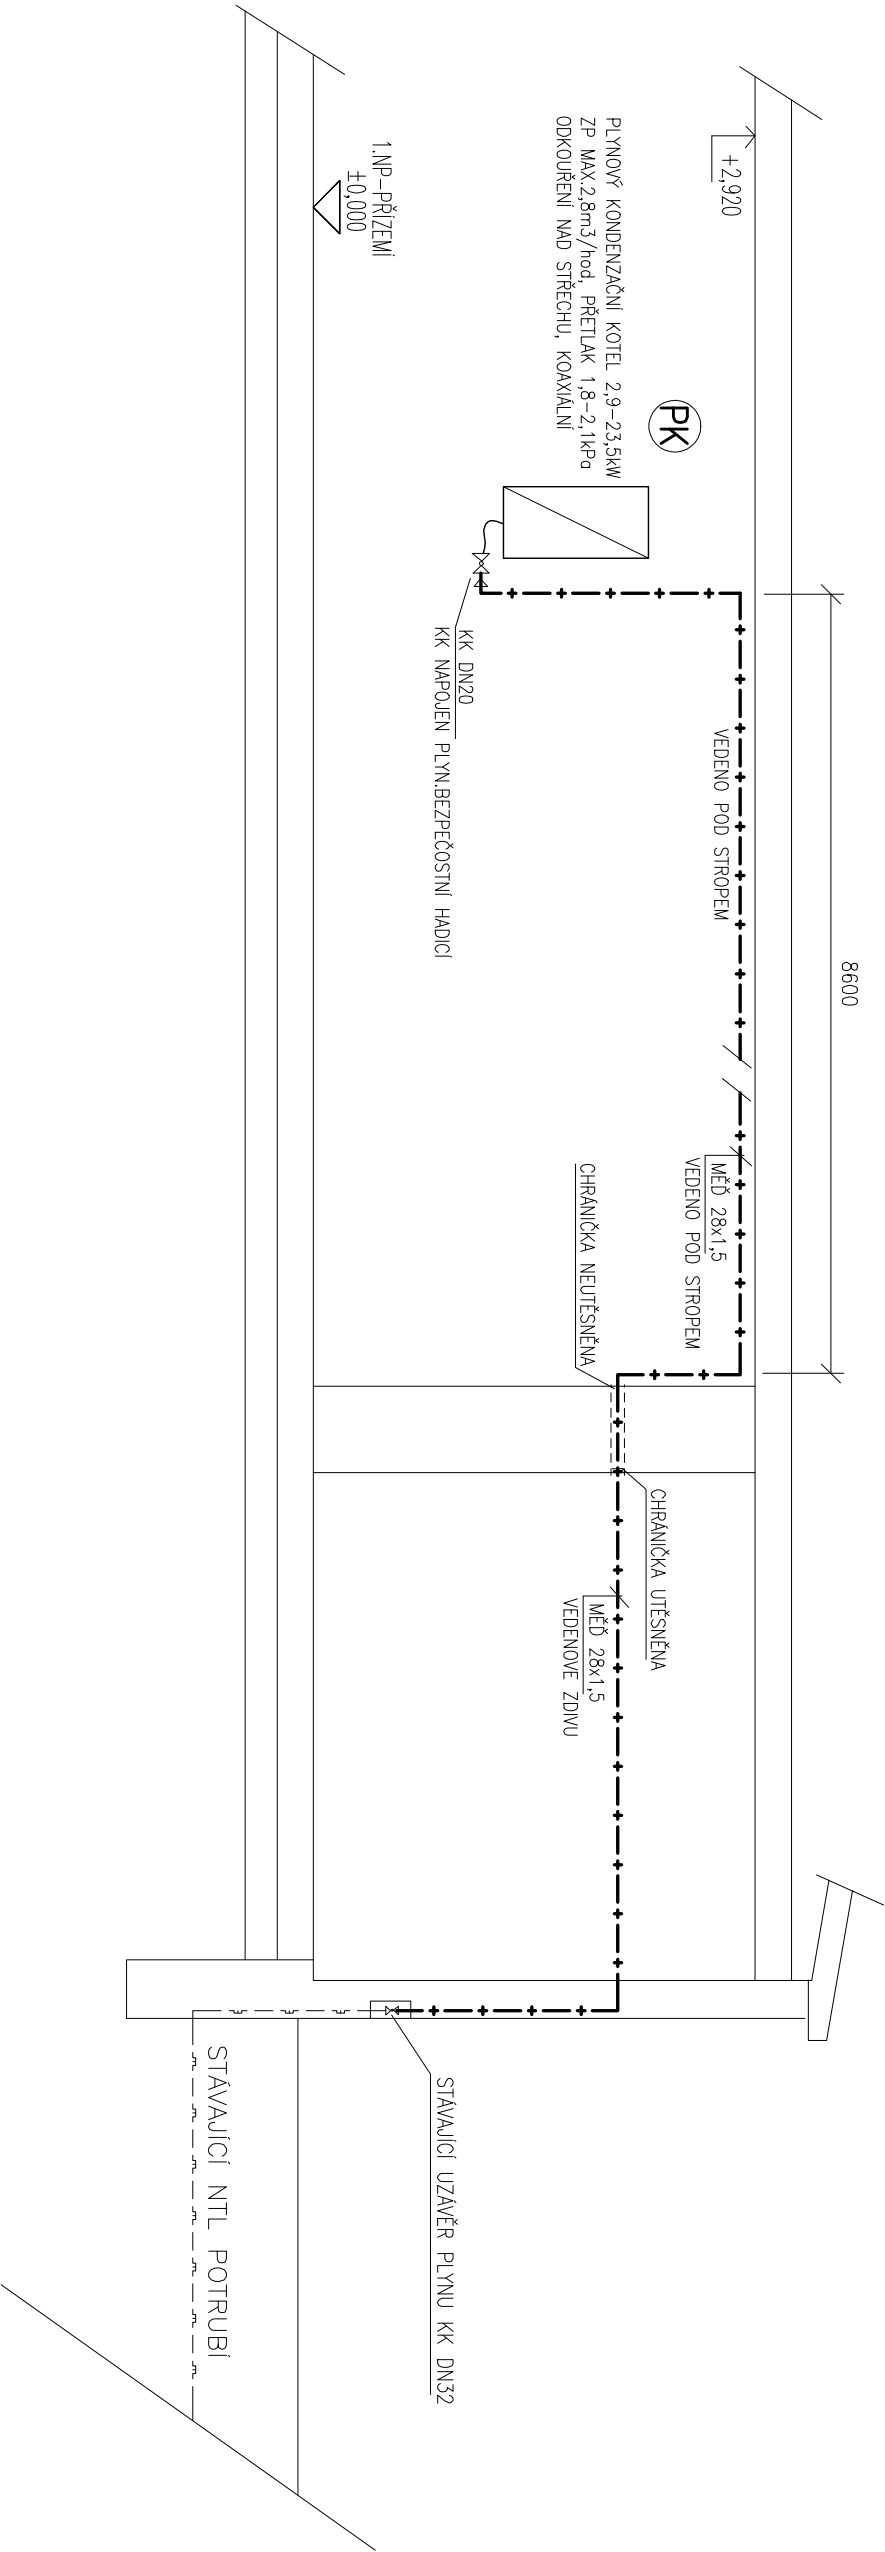 +2,920
PLYNOVÝ KONDENZAČNÍ KOTEL 2,9-23,5kW
ZP MAX.2,8m3/hod, PŘETLAK 1,8-2,1kPa
ODKOUŘENÍ NAD STŘECHU, KOAXIÁLNÍ
1.NP-PŘÍZEMÍ
±0,000
PK
KK DN20
KK NAPOJEN PLYN.BEZPEČOSTNÍ HADICÍ
VEDENO POD STROPEM
8600
MĚĎ 28x1,5
VEDENO POD STROPEM
CHRÁNIČKA NEUTĚSNĚNA
CHRÁNIČKA UTĚSNĚNA
MĚĎ 28x1,5
VEDENOVE ZDIVU
STÁVAJÍCÍ UZÁVĚR PLYNU KK DN32
STÁVAJÍCÍ NTL POTRUBÍ